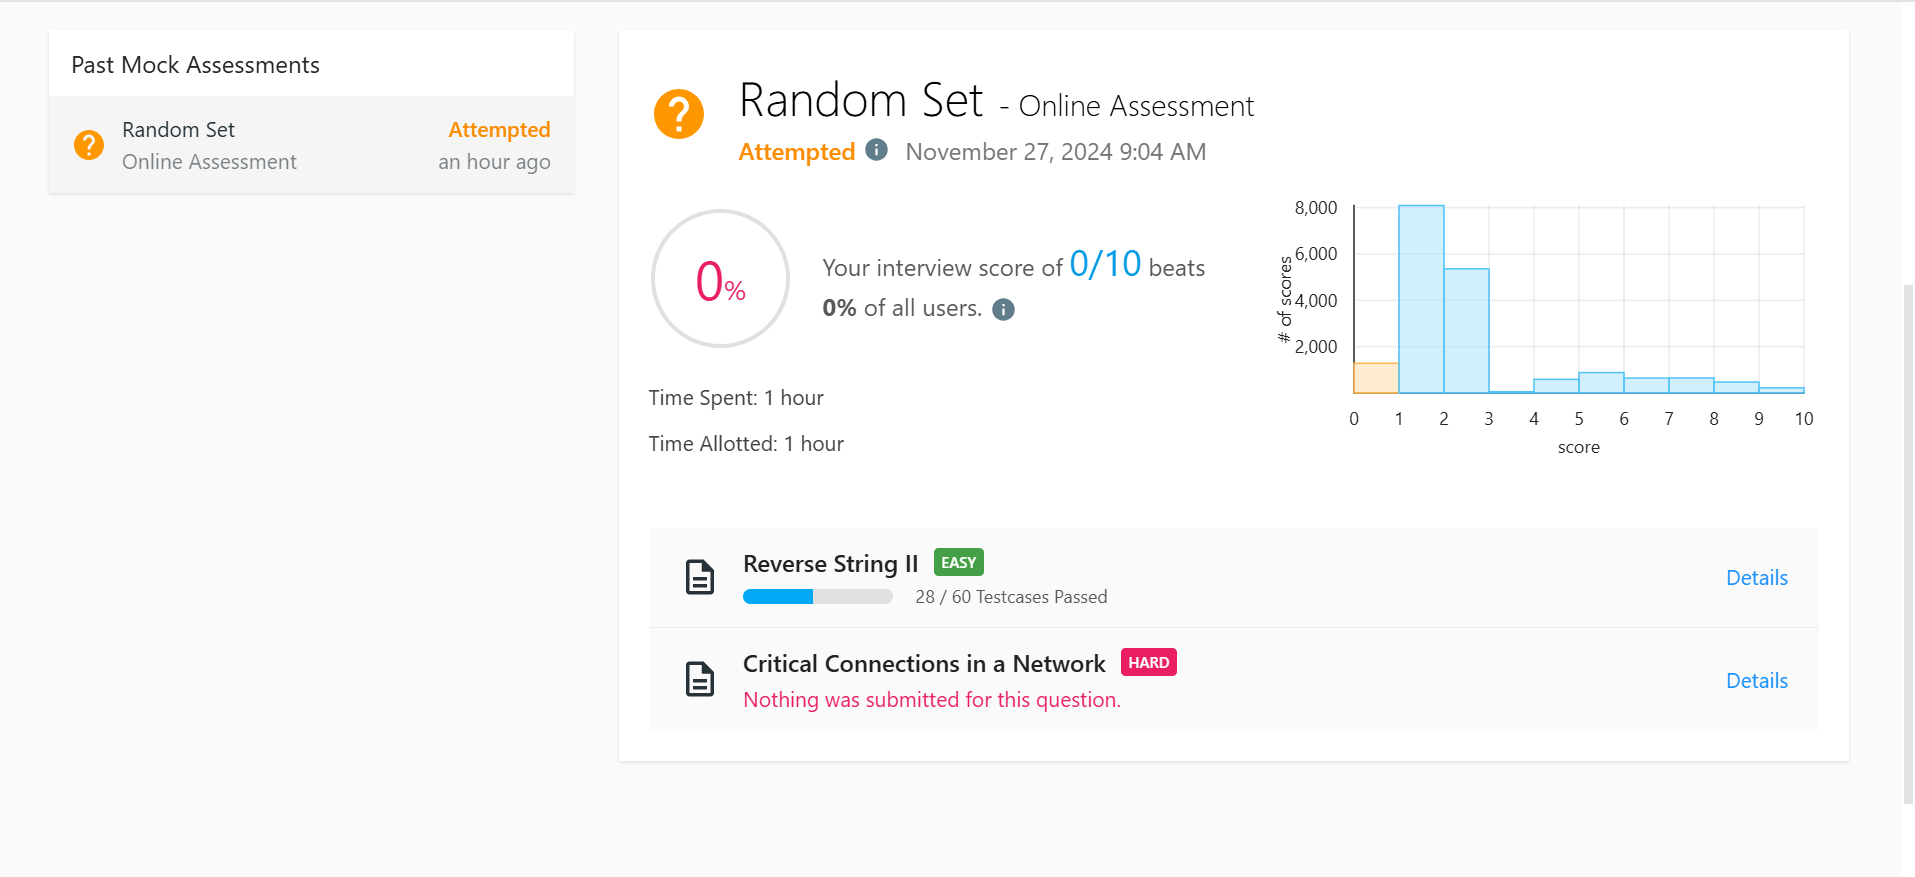 Past Mock Assessments
Random Set
Attempted
Online Assessment
an hour ago
Random Set - Online Assessment
Attempted November 27, 2024 9:04 AM
0%
Your interview score of 0/10 beats
0% of all users.
Time Spent: 1 hour
Time Allotted: 1 hour
# of scores
8,000
6,000
4,000
2,000
0 1 2 3 4 5 6 7 8 9 10
score
Reverse String II EASY
28 / 60 Testcases Passed
Details
Critical Connections in a Network HARD
Nothing was submitted for this question.
Details